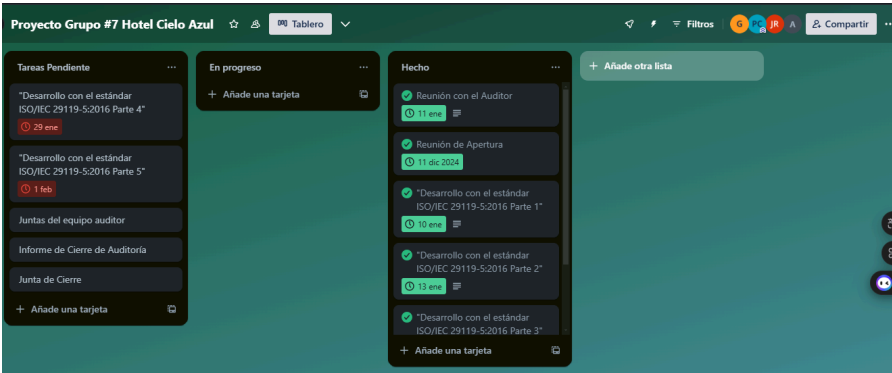 Proyecto Grupo #7 Hotel Cielo Azul
Tablero
Filtros
G
PC
JR
A
Compartir
Tareas Pendiente
"Desarrollo con el estándar
ISO/IEC 29119-5:2016 Parte 4"
29 ene
"Desarrollo con el estándar
ISO/IEC 29119-5:2016 Parte 5"
1 feb
Juntas del equipo auditor
Informe de Cierre de Auditoría
Junta de Cierre
+ Añade una tarjeta
En progreso
+ Añade una tarjeta
Hecho
Reunión con el Auditor
11 ene
Reunión de Apertura
11 dic 2024
"Desarrollo con el estándar
ISO/IEC 29119-5:2016 Parte 1"
10 ene
"Desarrollo con el estándar
ISO/IEC 29119-5:2016 Parte 2"
13 ene
"Desarrollo con el estándar
ISO/IEC 29119-5:2016 Parte 3"
+ Añade una tarjeta
+ Añade otra lista